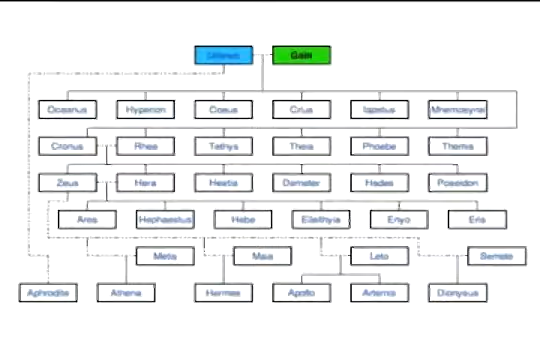 Uranus Gaia
Oceanus Hyperion Coeus Crius Iapetus Mnemosyne
Cronus Rhea Tethys Theia Phoebe Themis
Zeus Hera Hestia Demeter Hades Poseidon
Ares Hephaestus Hebe Eileithyia Enyo Eris
Metis Maia Leto Semele
Aphrodite Athena Hermes Apollo Artemis Dionysus